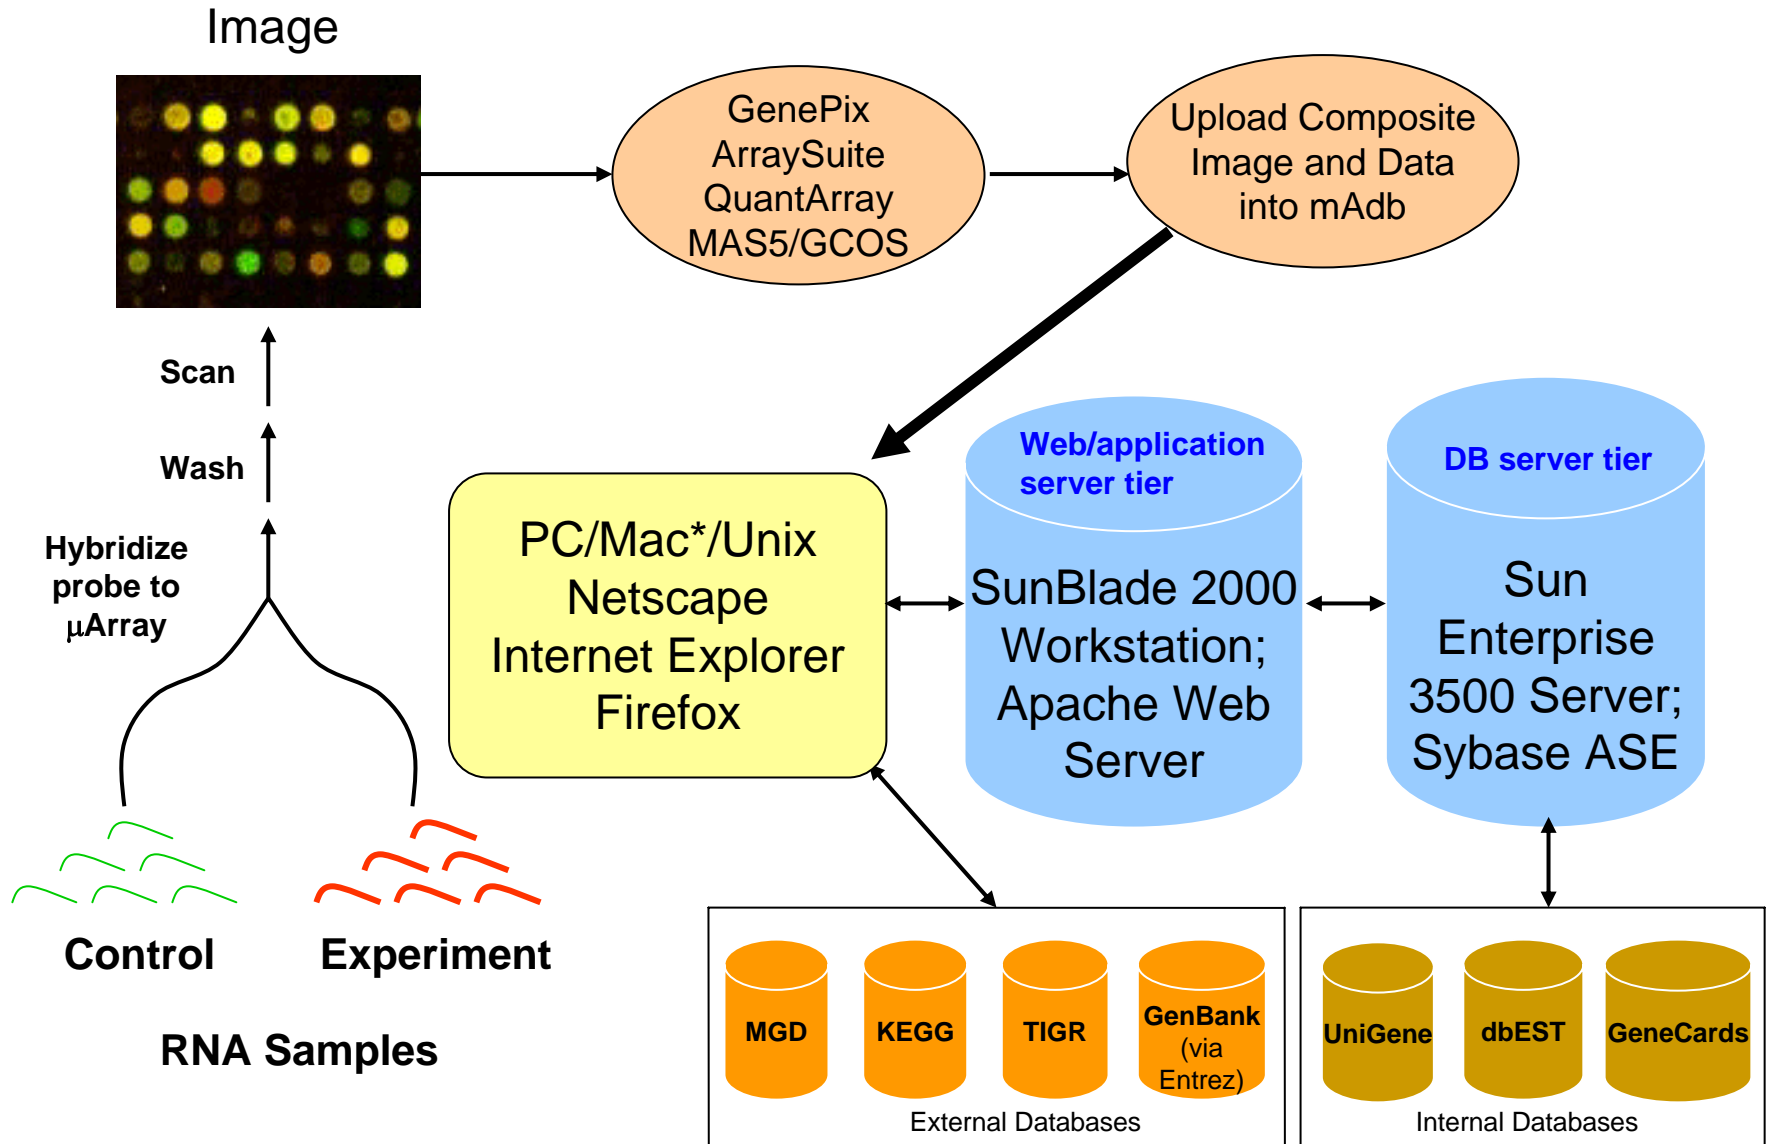 Image
GenePix
ArraySuite
QuantArray
MAS5/GCOS
Upload Composite
Image and Data
into mAdb
Scan
Wash
Hybridize
probe to
μArray
Control
Experiment
RNA Samples
PC/Mac*/Unix
Netscape
Internet Explorer
Firefox
Web/application
server tier
SunBlade 2000
Workstation;
Apache Web
Server
DB server tier
Sun
Enterprise
3500 Server;
Sybase ASE
MGD
KEGG
TIGR
GenBank
(via
Entrez)
External Databases
UniGene
dbEST
GeneCards
Internal Databases